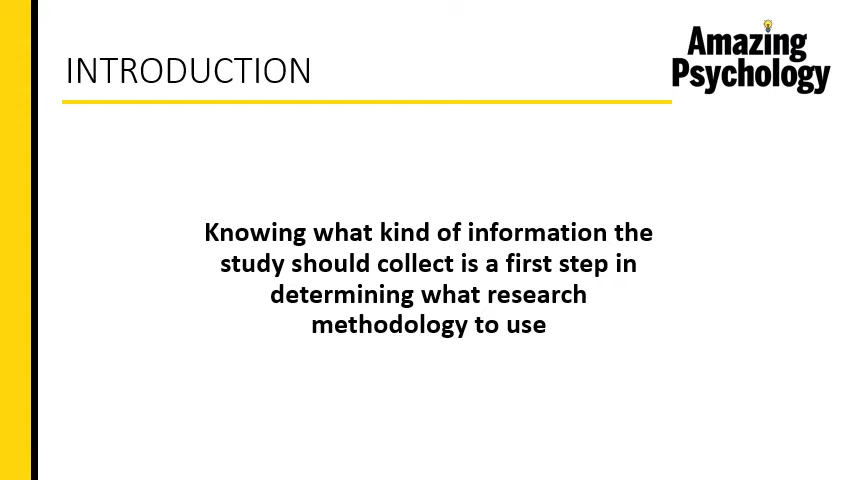 INTRODUCTION
Amazing
Psychology
Knowing what kind of information the
study should collect is a first step in
determining what research
methodology to use